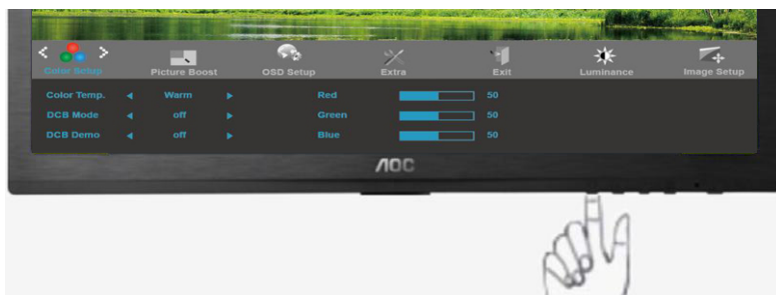 Color Setup
Picture Boost
OSD Setup
Extra
Exit
Luminance
Image Setup
Color Temp. Warm Red 50
DCB Mode off Green 50
DCB Demo off Blue 50
AOC